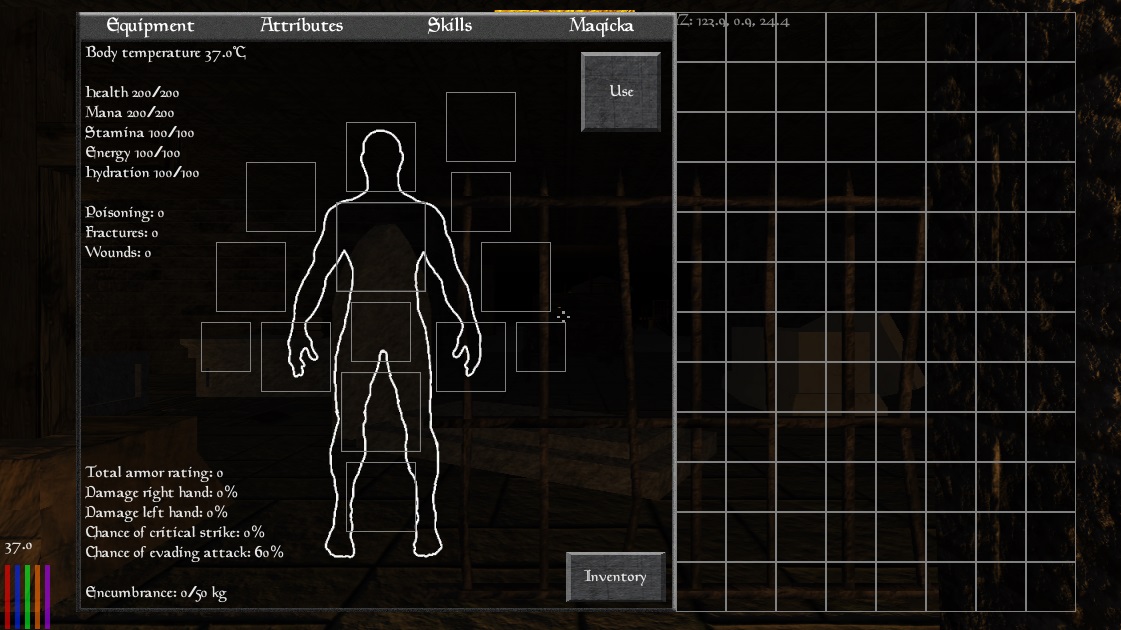 Equipment Attributes Skills Magicka
Z: 123.9, 0.9, 24.4
Body temperature 37.0°C
Use
Health 200/200
Mana 200/200
Stamina 100/100
Energy 100/100
Hydration 100/100
Poisoning: 0
Fractures: 0
Wounds: 0
Total armor rating: 0
Damage right hand: 0%
Damage left hand: 0%
Chance of critical strike: 0%
Chance of evading attack: 60%
37.0
Inventory
Encumbrance: 0/50 kg